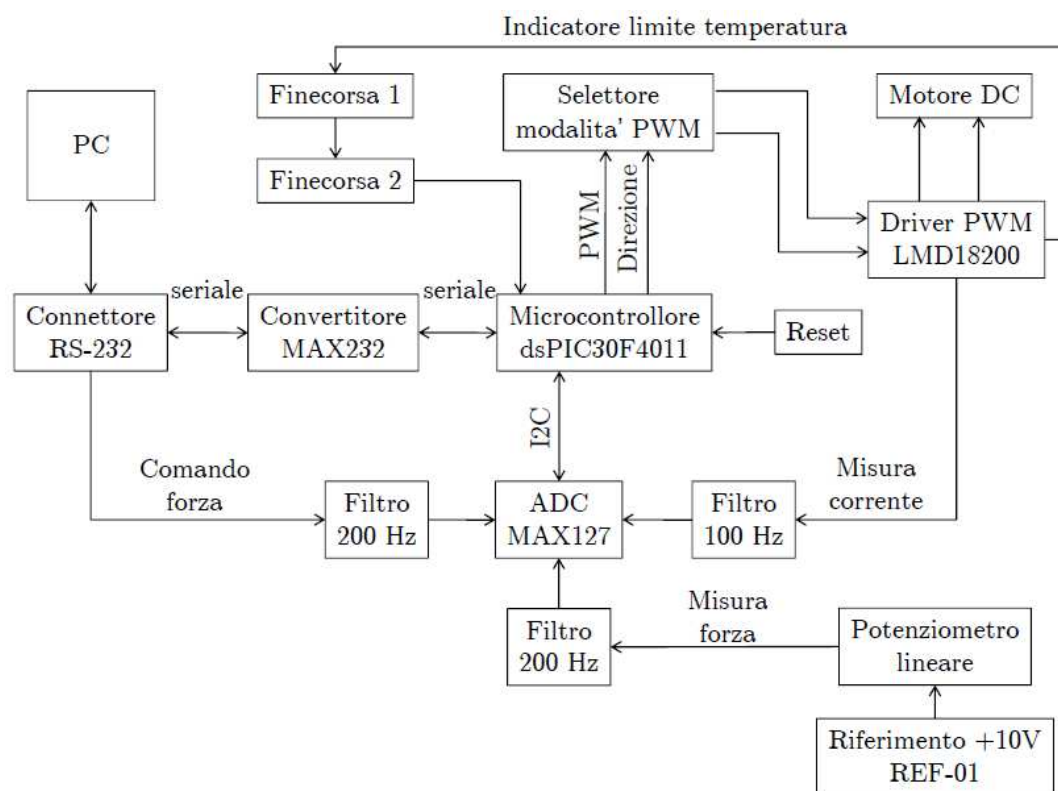 Indicatore limite temperatura
Finecorsa 1
Selettore
modalita' PWM
Motore DC
PC
Finecorsa 2
PWM
Direzione
Driver PWM
LMD18200
seriale
seriale
Connettore
RS-232
Convertitore
MAX232
Microcontrollore
dsPIC30F4011
Reset
I2C
Comando
forza
Filtro
200 Hz
ADC
MAX127
Filtro
100 Hz
Misura
corrente
Filtro
200 Hz
Misura
forza
Potenziometro
lineare
Riferimento +10V
REF-01